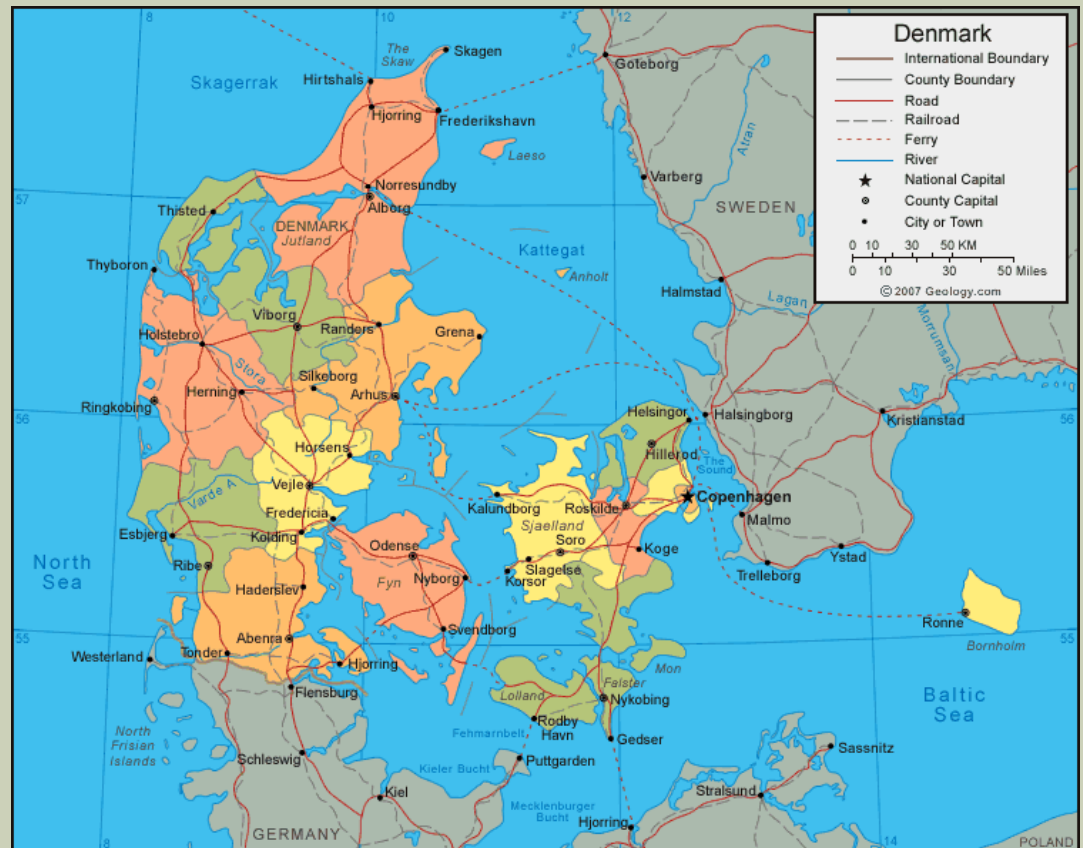 8
10
12
Denmark
International Boundary
County Boundary
Road
Railroad
Ferry
River
National Capital
County Capital
City or Town
0 10 30 50 KM
0 10 30 50 Miles
© 2007 Geology.com
The
Skaw
Skagen
Skagerrak
Hirtshals
Goteborg
Hjorring
Frederikshavn
Laeso
Atran
Varberg
57
Norresundby
Thisted
Alborg
SWEDEN
DENMARK
Jutland
Kattegat
Thyboron
Anholt
Halmstad
Lagan
Morrumsan
Viborg
Randers
Grena
Holstebro
Stora
Silkeborg
Herning
Arhus
Ringkobing
56
56
Helsingor
Halsingborg
Kristianstad
Hillerod
The
Sound
Horsens
Vejle
Varde A
Copenhagen
Kalundborg
Roskilde
Fredericia
Sjaelland
Malmo
Esbjerg
Kolding
Odense
Soro
Koge
Ystad
North
Sea
Ribe
Fyn
Nyborg
Slagelse
Korsor
Trelleborg
Haderslev
Ronne
Svendborg
Abenra
55
55
Bornholm
Westerland
Tonder
Hjorring
Mon
Falster
Lolland
Nykobing
Flensburg
Baltic
Sea
Rodby
Havn
North
Frisian
Islands
Fehmarnbelt
Gedser
Sassnitz
Schleswig
Kieler Bucht
Puttgarden
Kiel
Stralsund
Mecklenburger
Bucht
Hjorring
GERMANY
8
14
POLAND